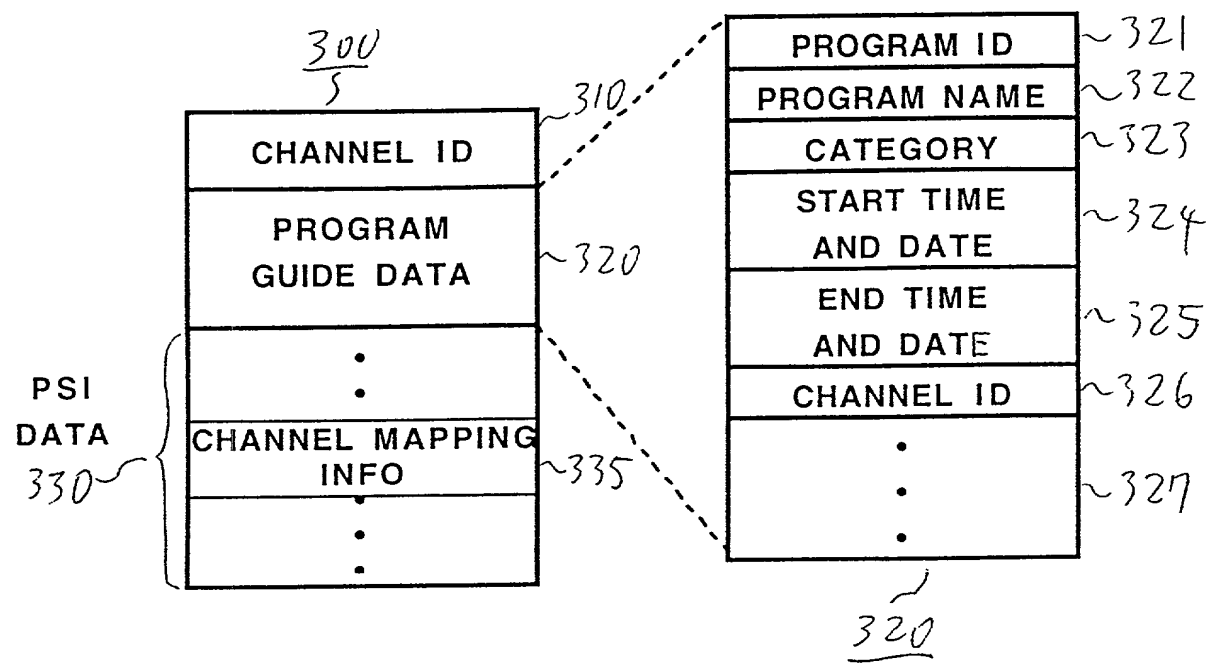 300
310
CHANNEL ID
PROGRAM
GUIDE DATA
320
PSI
DATA
330
CHANNEL MAPPING
INFO
335
PROGRAM ID
321
PROGRAM NAME
322
CATEGORY
323
START TIME
AND DATE
324
END TIME
AND DATE
325
CHANNEL ID
326
327
320